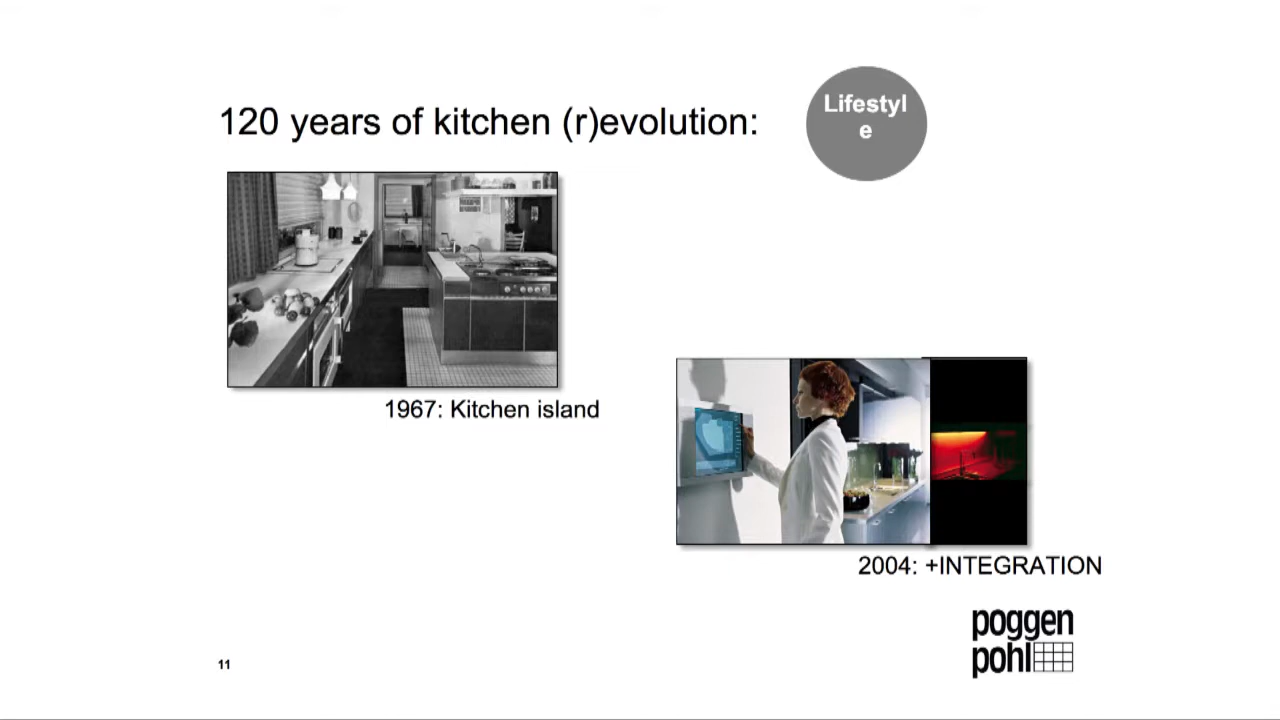 120 years of kitchen (r)evolution:
Lifestyl
e
1967: Kitchen island
2004: +INTEGRATION
poggen
pohl
11